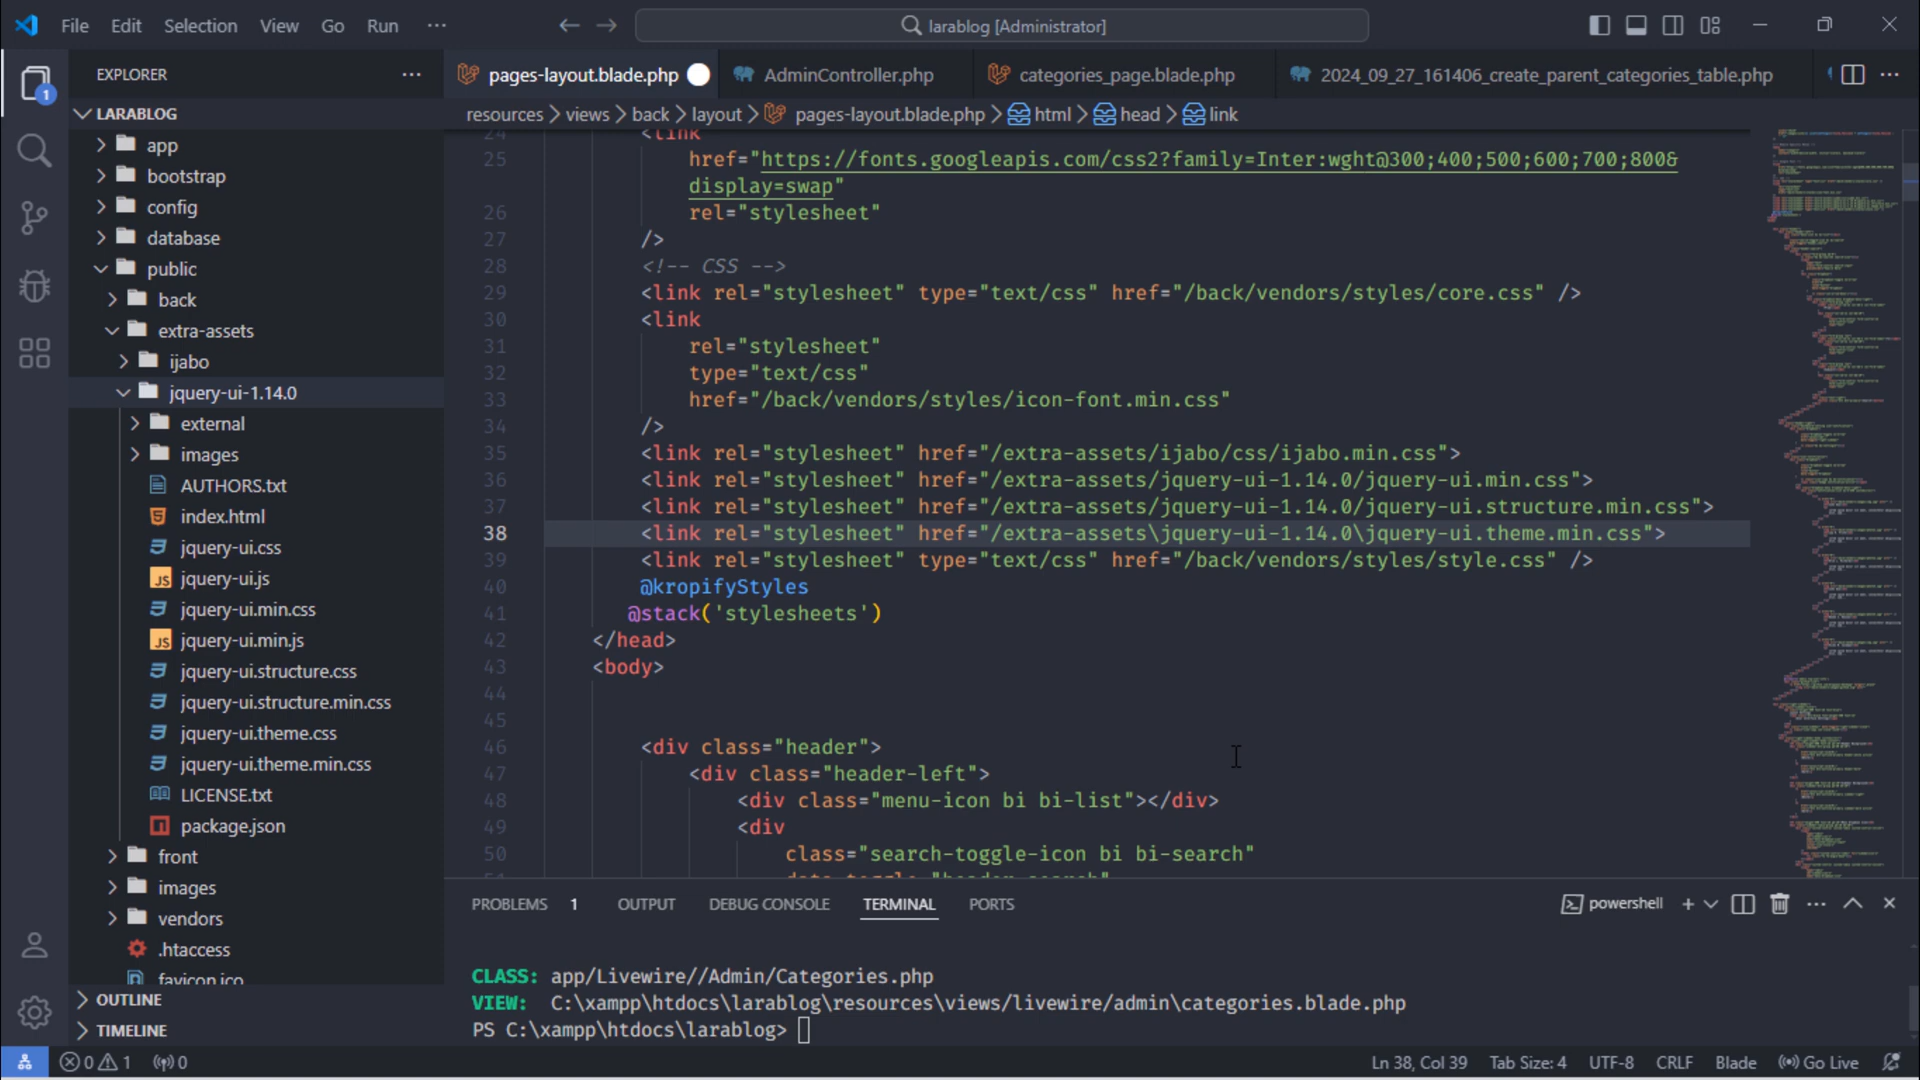 File Edit Selection View Go Run ···
larablog [Administrator]
EXPLORER
pages-layout.blade.php AdminController.php categories_page.blade.php 2024_09_27_161406_create_parent_categories_table.php
resources > views > back > layout > pages-layout.blade.php > html > head > link
1
LARABLOG
app
bootstrap
config
database
public
back
extra-assets
ijabo
jquery-ui-1.14.0
external
images
AUTHORS.txt
index.html
jquery-ui.css
JS jquery-ui.js
jquery-ui.min.css
JS jquery-ui.min.js
jquery-ui.structure.css
jquery-ui.structure.min.css
jquery-ui.theme.css
jquery-ui.theme.min.css
LICENSE.txt
package.json
front
images
vendors
.htaccess
favicon.ico
OUTLINE
TIMELINE
24 <link
25 href="https://fonts.googleapis.com/css2?family=Inter:wght@300;400;500;600;700;800&
display=swap"
26 rel="stylesheet"
27 />
28 <!-- CSS -->
29 <link rel="stylesheet" type="text/css" href="/back/vendors/styles/core.css" />
30 <link
31 rel="stylesheet"
32 type="text/css"
33 href="/back/vendors/styles/icon-font.min.css"
34 />
35 <link rel="stylesheet" href="/extra-assets/ijabo/css/ijabo.min.css">
36 <link rel="stylesheet" href="/extra-assets/jquery-ui-1.14.0/jquery-ui.min.css">
37 <link rel="stylesheet" href="/extra-assets/jquery-ui-1.14.0/jquery-ui.structure.min.css">
38 <link rel="stylesheet" href="/extra-assets\jquery-ui-1.14.0\jquery-ui.theme.min.css">
39 <link rel="stylesheet" type="text/css" href="/back/vendors/styles/style.css" />
40 @kropifyStyles
41 @stack('stylesheets')
42 </head>
43 <body>
44
45
46 <div class="header">
47 <div class="header-left">
48 <div class="menu-icon bi bi-list"></div>
49 <div
50 class="search-toggle-icon bi bi-search"
51 data-toggle="header_search"
PROBLEMS 1 OUTPUT DEBUG CONSOLE TERMINAL PORTS
powershell
CLASS: app/Livewire//Admin/Categories.php
VIEW: C:\xampp\htdocs\larablog\resources\views/livewire/admin\categories.blade.php
PS C:\xampp\htdocs\larablog>
0 1 0 Ln 38, Col 39 Tab Size: 4 UTF-8 CRLF Blade Go Live